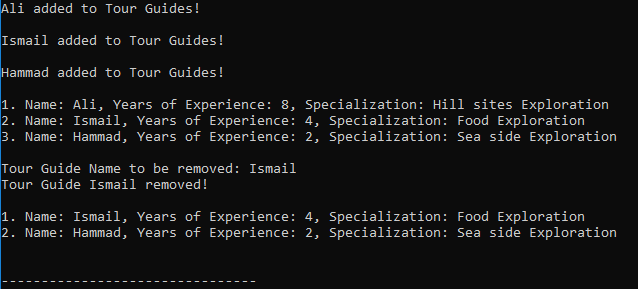 Ali added to Tour Guides!
Ismail added to Tour Guides!
Hammad added to Tour Guides!
1. Name: Ali, Years of Experience: 8, Specialization: Hill sites Exploration
2. Name: Ismail, Years of Experience: 4, Specialization: Food Exploration
3. Name: Hammad, Years of Experience: 2, Specialization: Sea side Exploration
Tour Guide Name to be removed: Ismail
Tour Guide Ismail removed!
1. Name: Ismail, Years of Experience: 4, Specialization: Food Exploration
2. Name: Hammad, Years of Experience: 2, Specialization: Sea side Exploration
--------------------------------